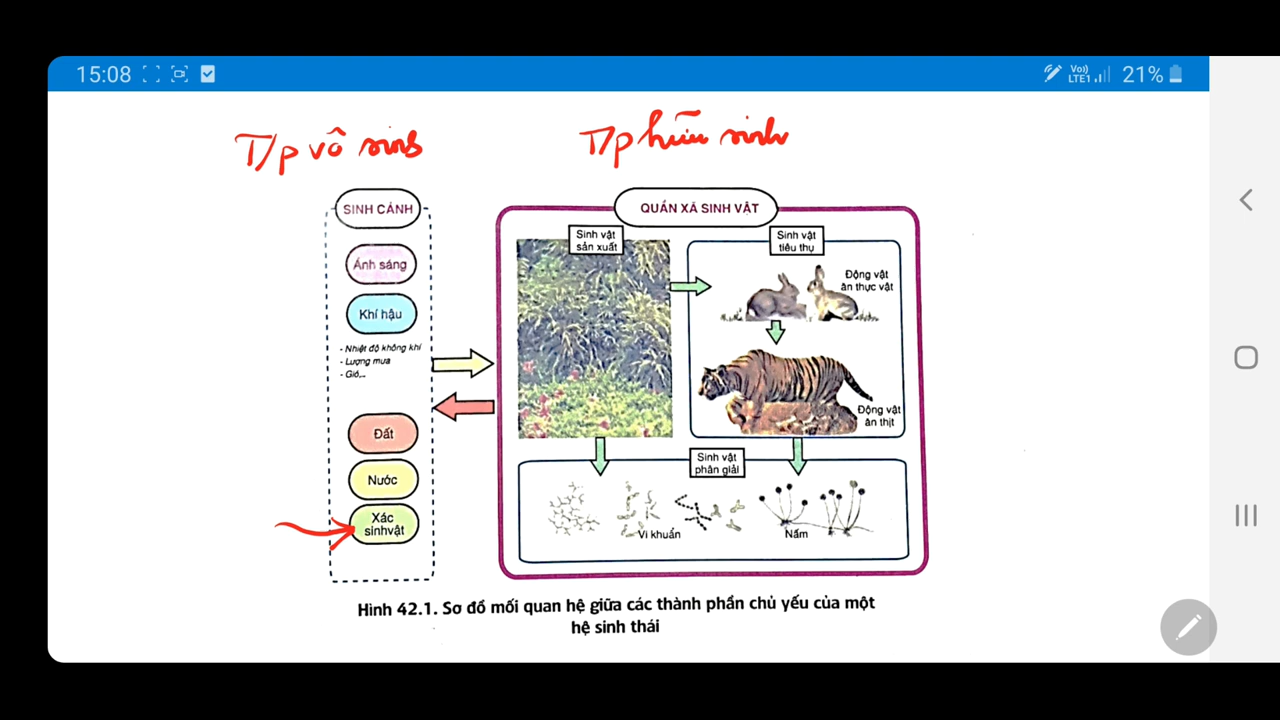 15:08
Vo))
LTE1
21%
T/p vô sinh
T/p hữu sinh
SINH CẢNH
Ánh sáng
Khí hậu
- Nhiệt độ không khí
- Lượng mưa
- Gió,..
Đất
Nước
Xác
sinhvật
QUẦN XÃ SINH VẬT
Sinh vật
sản xuất
Sinh vật
tiêu thụ
Động vật
ăn thực vật
Động vật
ăn thịt
Sinh vật
phân giải
Vi khuẩn
Nấm
Hình 42.1. Sơ đồ mối quan hệ giữa các thành phần chủ yếu của một
hệ sinh thái